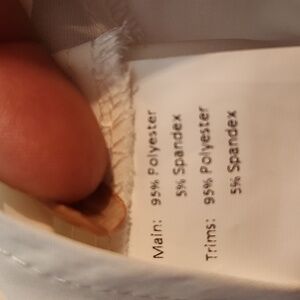 Main: 95% Polyester
5% Spandex
Trims: 95% Polyester
5% Spandex